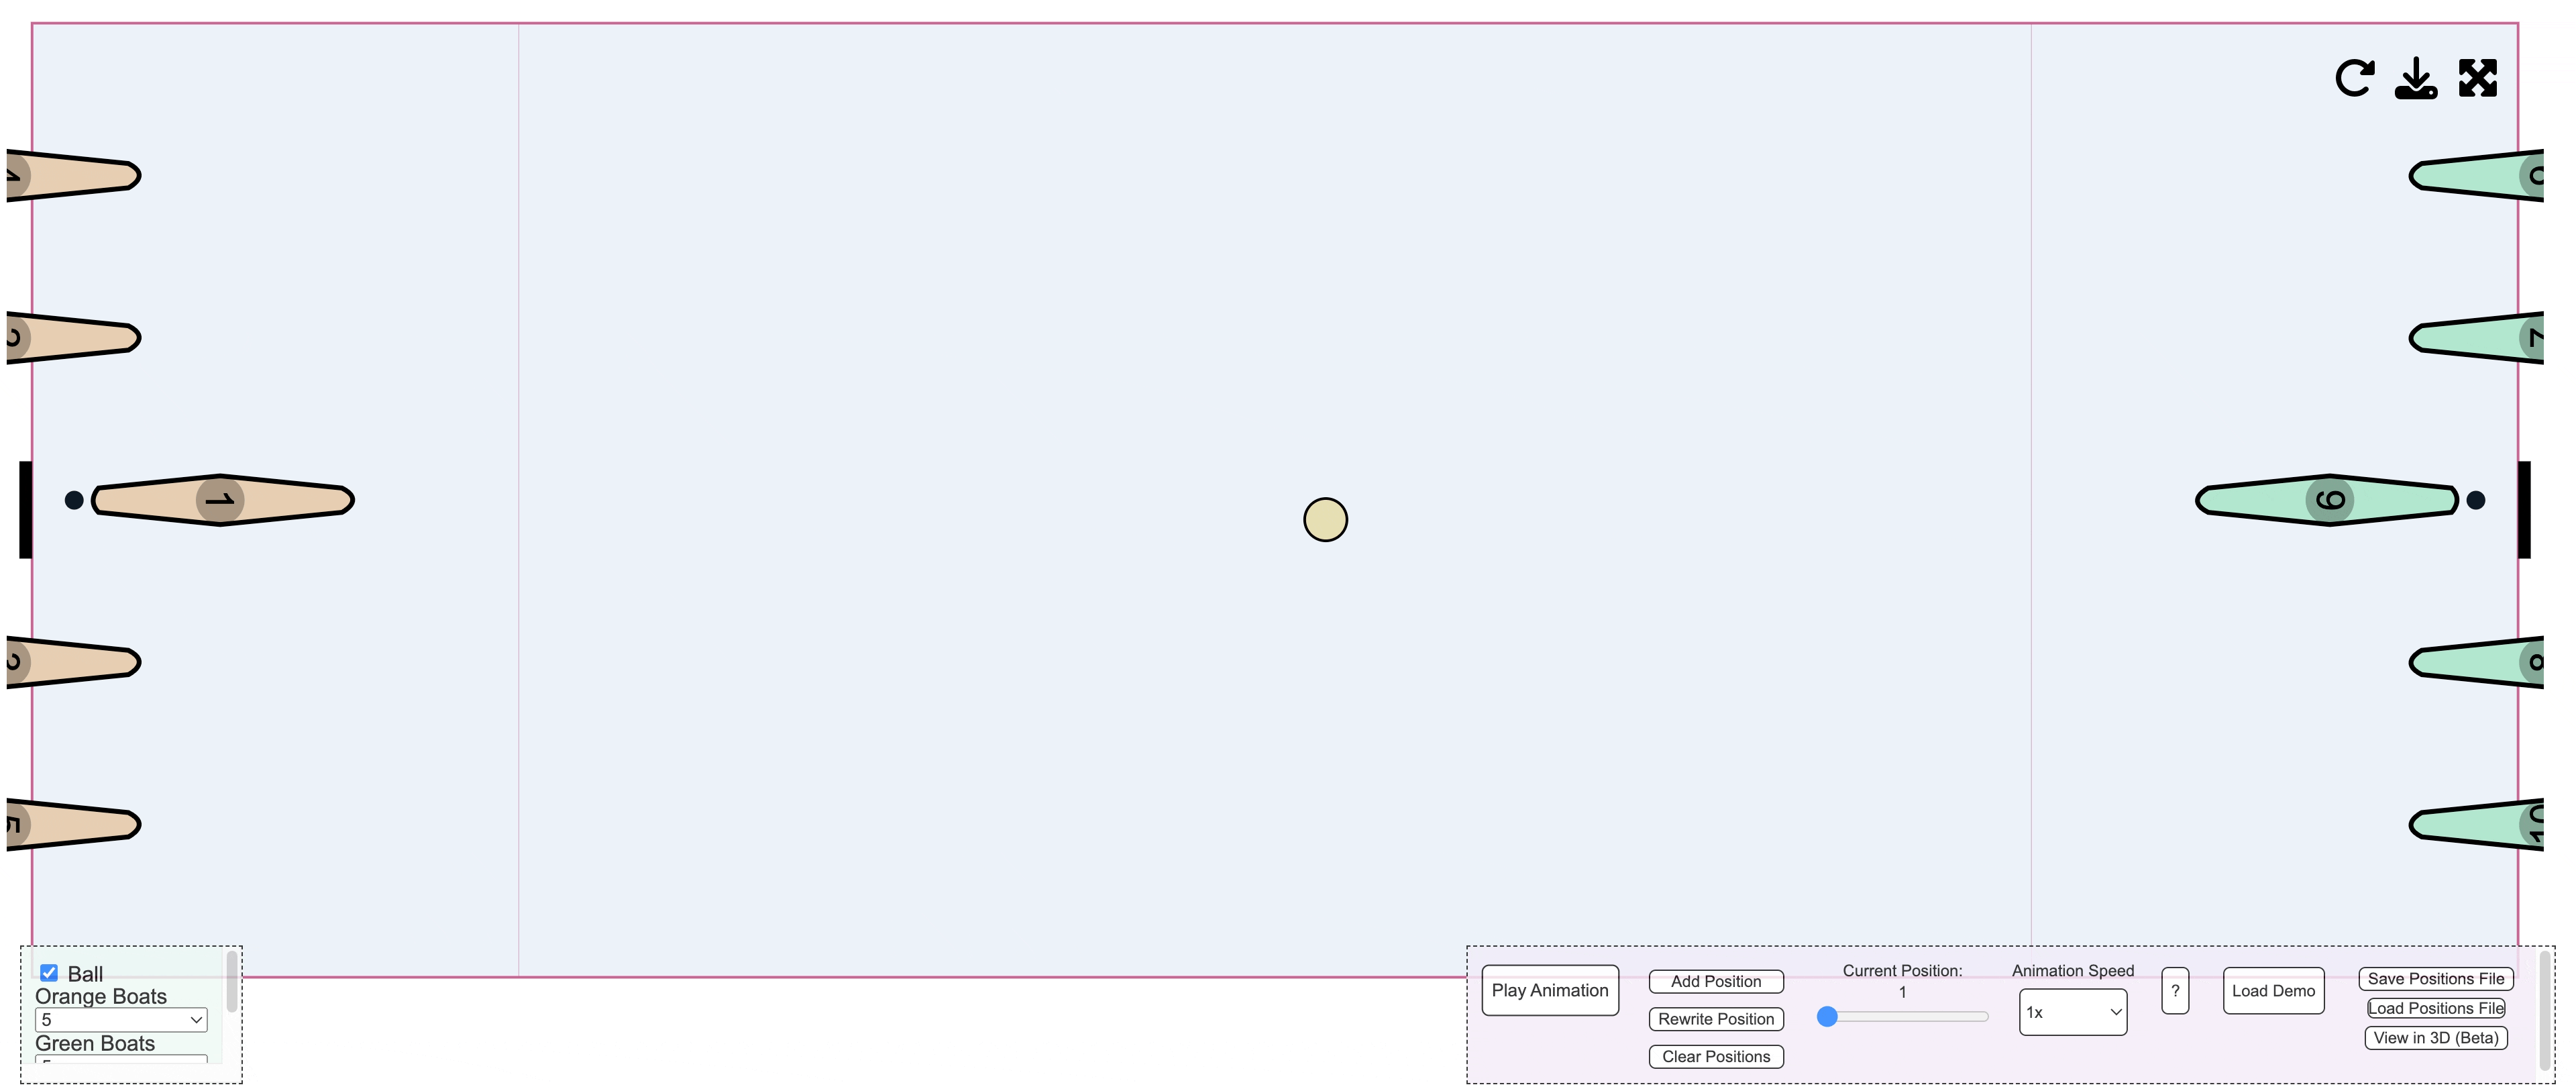 1
9
Ball
Orange Boats
5
Green Boats
Play Animation
Add Position
Rewrite Position
Clear Positions
Current Position:
1
Animation Speed
1x
?
Load Demo
Save Positions File
Load Positions File
View in 3D (Beta)